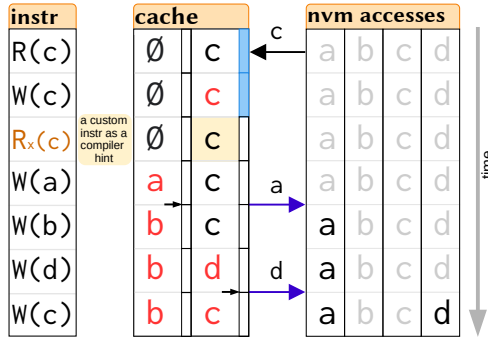 instr cache nvm accesses
R(c) Ø c c a b c d
W(c) Ø c a b c d
Rₓ(c) a custom instr as a compiler hint Ø c a b c d
W(a) a c a a b c d
W(b) b c a b c d
W(d) b d d a b c d
W(c) b c a b c d
time